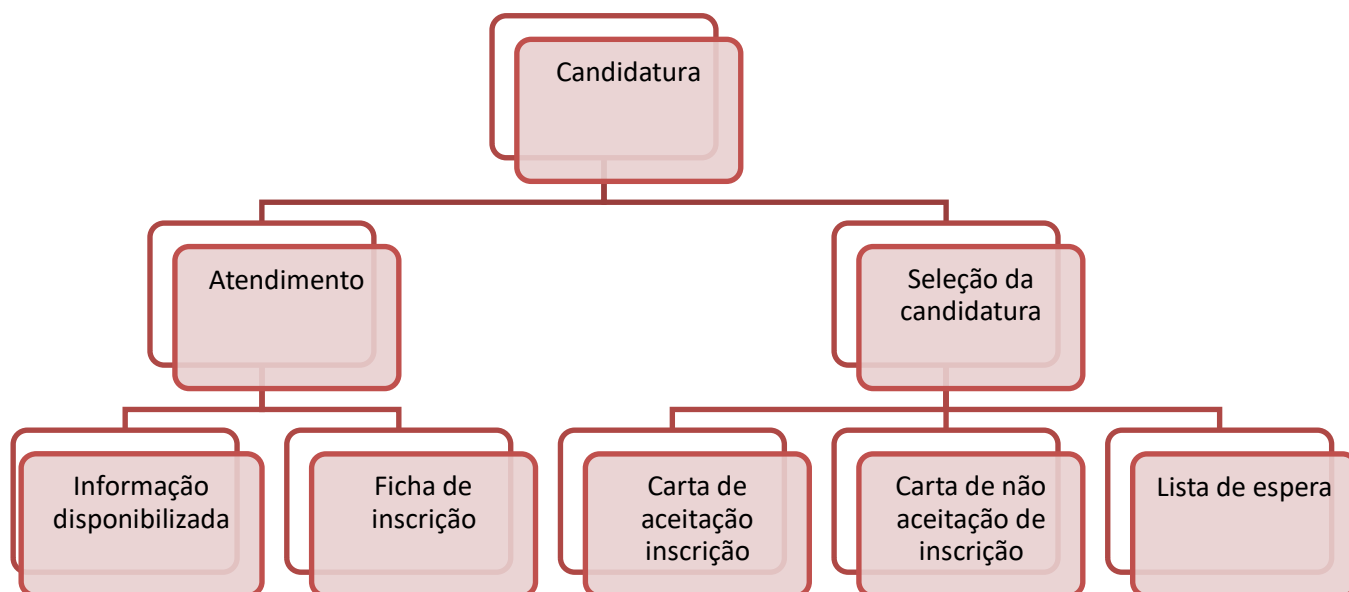 Candidatura
Atendimento
Seleção da
candidatura
Informação
disponibilizada
Ficha de
inscrição
Carta de
aceitação
inscrição
Carta de não
aceitação de
inscrição
Lista de espera